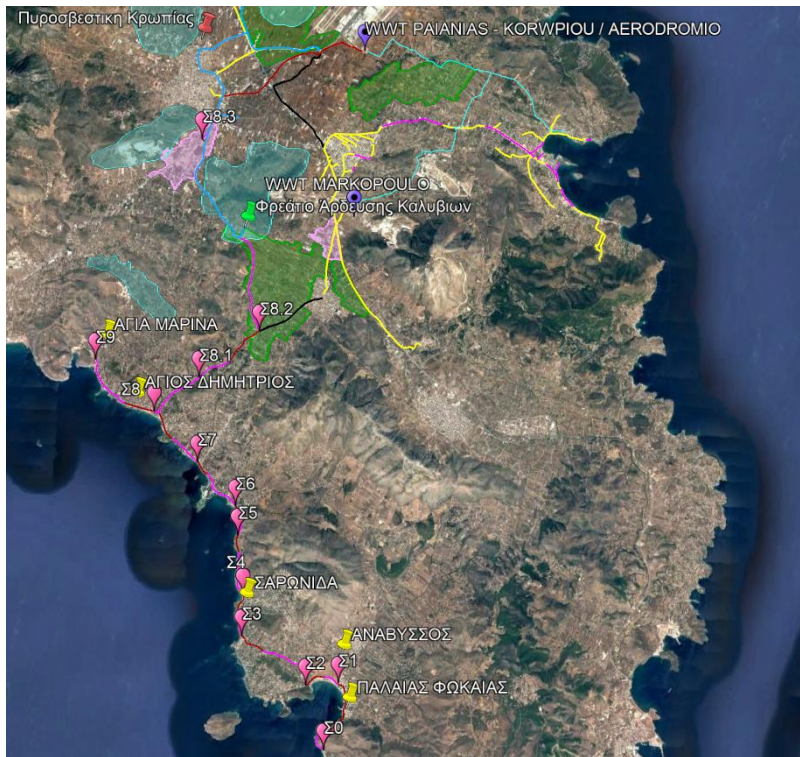 Πυροσβεστικη Κρωπίας
WWT PAIANIAS - KORWPIOU / AERODROMIO
Σ8.3
WWT MARKOPOULO
Φρεάτιο Άρδευσης Καλυβιων
Σ8.2
ΑΓΙΑ ΜΑΡΙΝΑ
Σ9
Σ8.1
Σ8
ΑΓΙΟΣ ΔΗΜΗΤΡΙΟΣ
Σ7
Σ6
Σ5
Σ4
ΣΑΡΩΝΙΔΑ
Σ3
ΑΝΑΒΥΣΣΟΣ
Σ2
Σ1
ΠΑΛΑΙΑΣ ΦΩΚΑΙΑΣ
Σ0